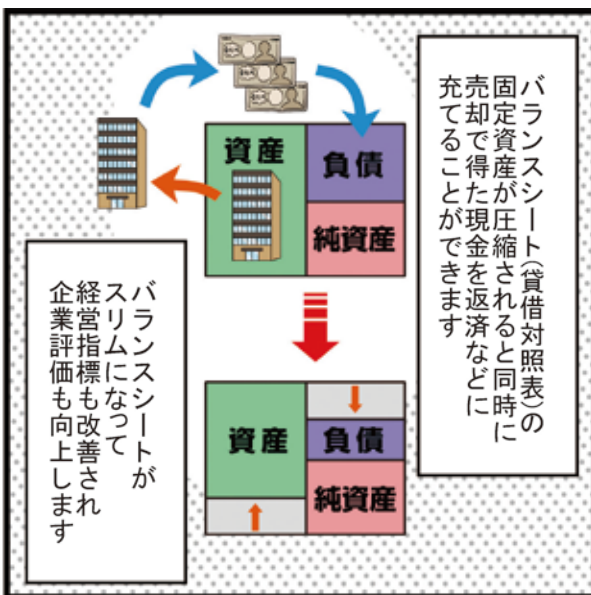 バランスシート(貸借対照表)の
固定資産が圧縮されると同時に
売却で得た現金を返済などに
充てることができます
資産
負債
純資産
バランスシートが
スリムになって
経営指標も改善され
企業評価も向上します
資産
負債
純資産